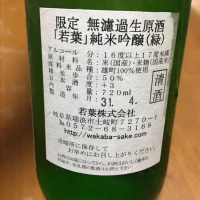 限定 無濾過生原酒
「若葉」純米吟醸(緑)
アルコール分：16度以上17度未満
原材料名：米(国産)・米麹(国産米)
原料米：雄町100%使用
精米歩合：50%
日本酒度：+3
内容量：720ml
製造年月 31. 4.
清酒
若葉株式会社
岐阜県瑞浪市土岐町7270-1
☎0572-68-3168
http://wakaba-sake.com